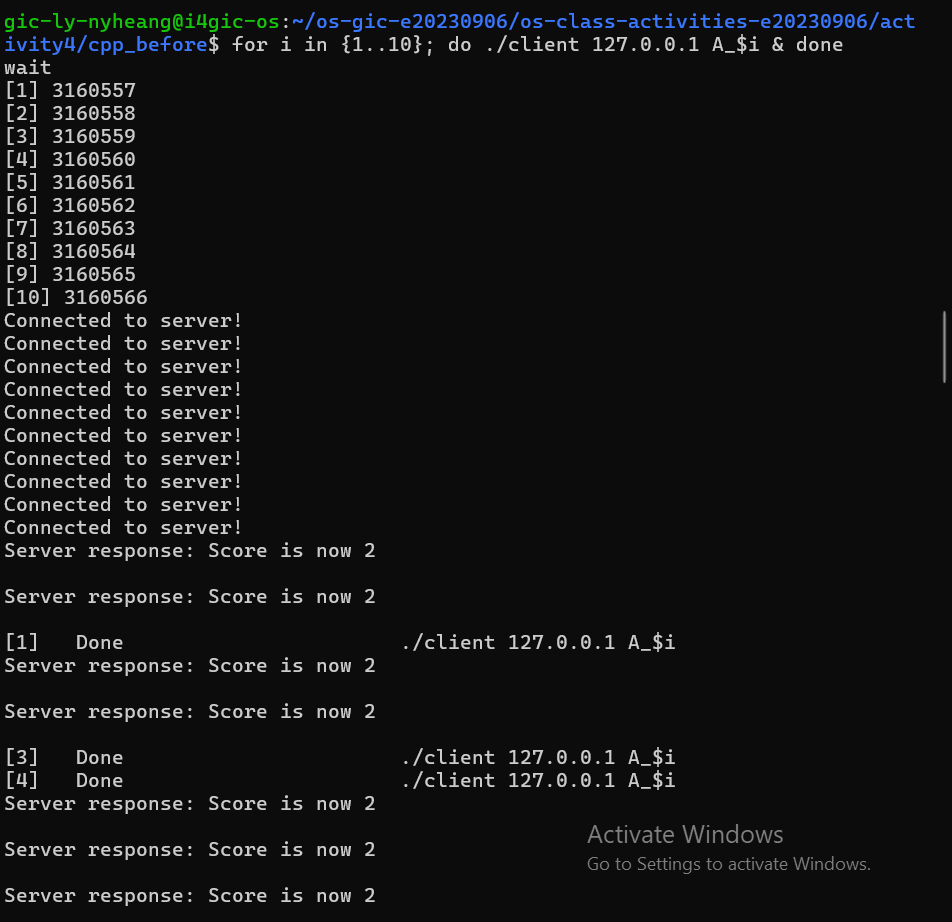 gic-ly-nyheang@i4gic-os:~/os-gic-e20230906/os-class-activities-e20230906/act
ivity4/cpp_before$ for i in {1..10}; do ./client 127.0.0.1 A_$i & done
wait
[1] 3160557
[2] 3160558
[3] 3160559
[4] 3160560
[5] 3160561
[6] 3160562
[7] 3160563
[8] 3160564
[9] 3160565
[10] 3160566
Connected to server!
Connected to server!
Connected to server!
Connected to server!
Connected to server!
Connected to server!
Connected to server!
Connected to server!
Connected to server!
Connected to server!
Server response: Score is now 2
Server response: Score is now 2
[1]   Done                       ./client 127.0.0.1 A_$i
Server response: Score is now 2
Server response: Score is now 2
[3]   Done                       ./client 127.0.0.1 A_$i
[4]   Done                       ./client 127.0.0.1 A_$i
Server response: Score is now 2
Server response: Score is now 2
Server response: Score is now 2
Activate Windows
Go to Settings to activate Windows.